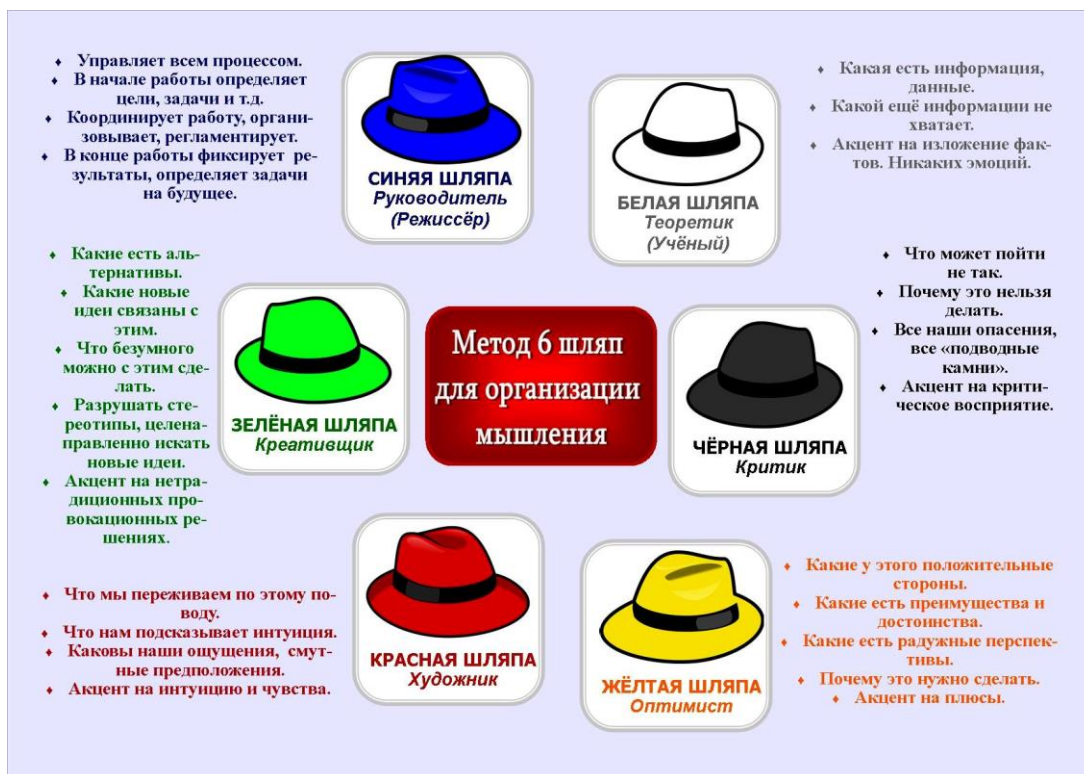 ♦ Управляет всем процессом.
♦ В начале работы определяет
цели, задачи и т.д.
♦ Координирует работу, органи-
зовывает, регламентирует.
♦ В конце работы фиксирует ре-
зультаты, определяет задачи
на будущее.
СИНЯЯ ШЛЯПА
Руководитель
(Режиссёр)
БЕЛАЯ ШЛЯПА
Теоретик
(Учёный)
♦ Какая есть информация,
данные.
♦ Какой ещё информации не
хватает.
♦ Акцент на изложение фак-
тов. Никаких эмоций.
♦ Какие есть аль-
тернативы.
♦ Какие новые
идеи связаны с
этим.
♦ Что безумного
можно с этим сде-
лать.
♦ Разрушать сте-
реотипы, целена-
правленно искать
новые идеи.
♦ Акцент на нетра-
диционных про-
вокационных ре-
шениях.
ЗЕЛЁНАЯ ШЛЯПА
Креативщик
Метод 6 шляп
для организации
мышления
ЧЁРНАЯ ШЛЯПА
Критик
♦ Что может пойти
не так.
♦ Почему это нельзя
делать.
♦ Все наши опасения,
все «подводные
камни».
♦ Акцент на крити-
ческое восприятие.
♦ Что мы переживаем по этому по-
воду.
♦ Что нам подсказывает интуиция.
♦ Каковы наши ощущения, смут-
ные предположения.
♦ Акцент на интуицию и чувства.
КРАСНАЯ ШЛЯПА
Художник
ЖЁЛТАЯ ШЛЯПА
Оптимист
♦ Какие у этого положительные
стороны.
♦ Какие есть преимущества и
достоинства.
♦ Какие есть радужные перспек-
тивы.
♦ Почему это нужно сделать.
♦ Акцент на плюсы.